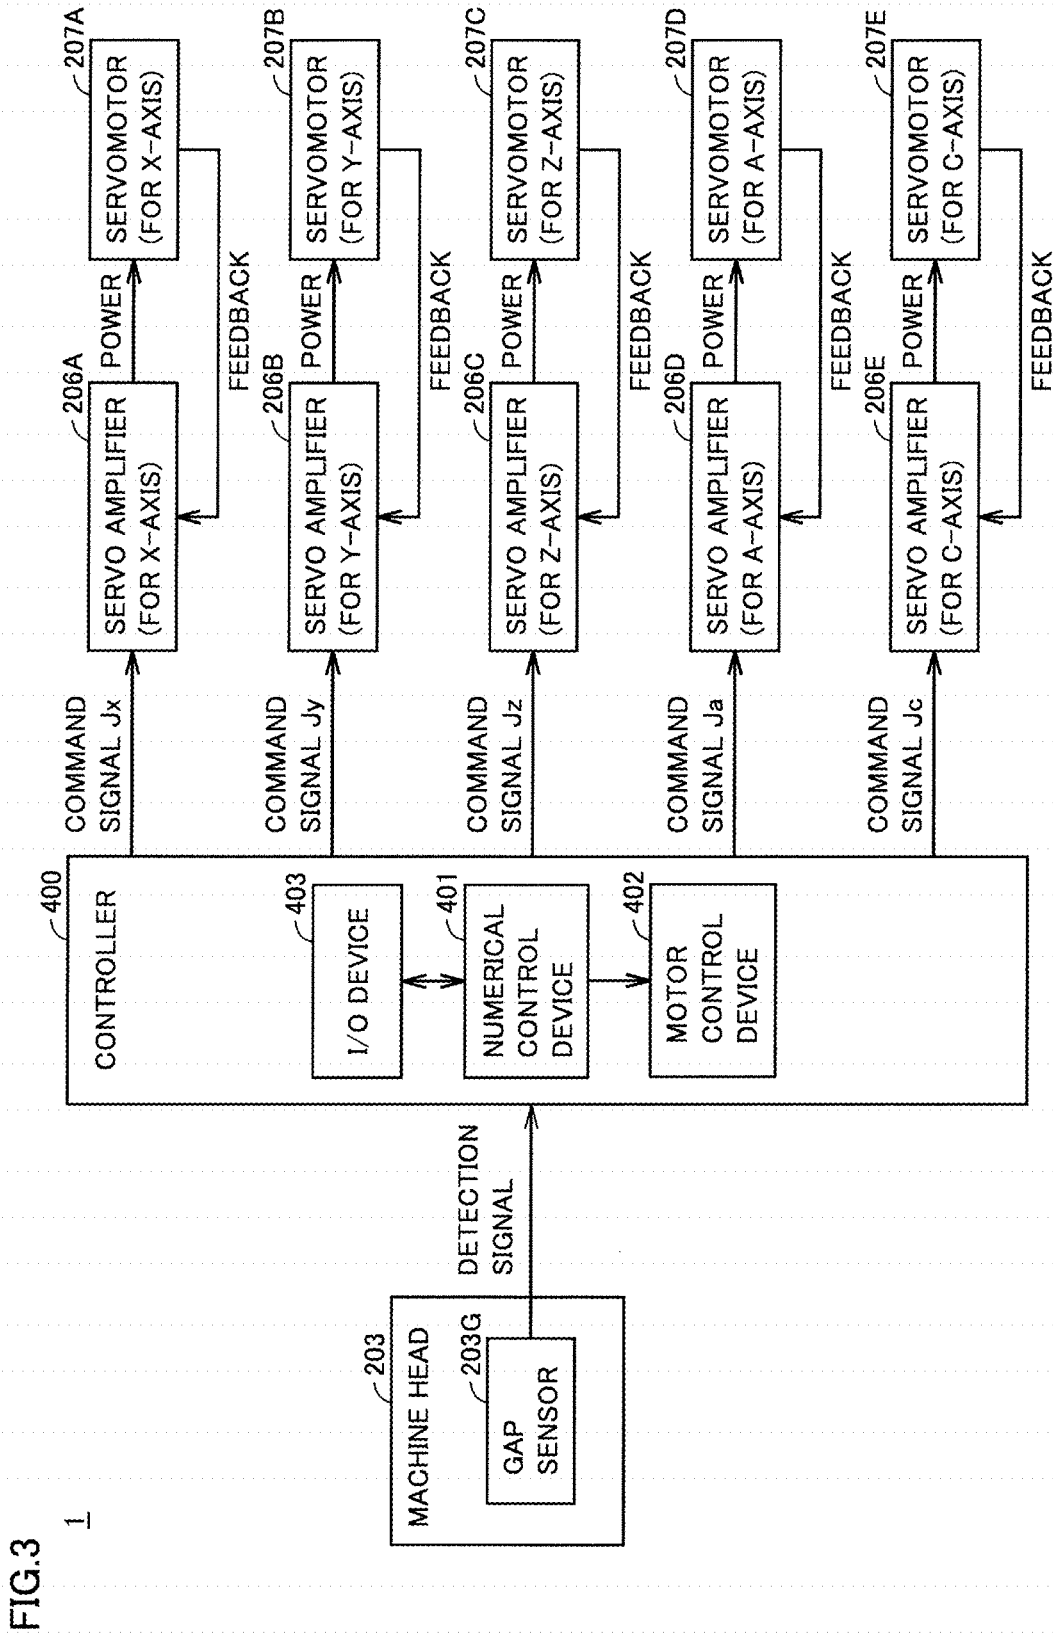 FIG.3
1
203
MACHINE HEAD
203G
GAP
SENSOR
DETECTION
SIGNAL
400
CONTROLLER
403
I/O DEVICE
401
NUMERICAL
CONTROL
DEVICE
402
MOTOR
CONTROL
DEVICE
COMMAND
SIGNAL Jx
206A
SERVO AMPLIFIER
(FOR X-AXIS)
POWER
207A
SERVOMOTOR
(FOR X-AXIS)
FEEDBACK
COMMAND
SIGNAL Jy
206B
SERVO AMPLIFIER
(FOR Y-AXIS)
POWER
207B
SERVOMOTOR
(FOR Y-AXIS)
FEEDBACK
COMMAND
SIGNAL Jz
206C
SERVO AMPLIFIER
(FOR Z-AXIS)
POWER
207C
SERVOMOTOR
(FOR Z-AXIS)
FEEDBACK
COMMAND
SIGNAL Ja
206D
SERVO AMPLIFIER
(FOR A-AXIS)
POWER
207D
SERVOMOTOR
(FOR A-AXIS)
FEEDBACK
COMMAND
SIGNAL Jc
206E
SERVO AMPLIFIER
(FOR C-AXIS)
POWER
207E
SERVOMOTOR
(FOR C-AXIS)
FEEDBACK